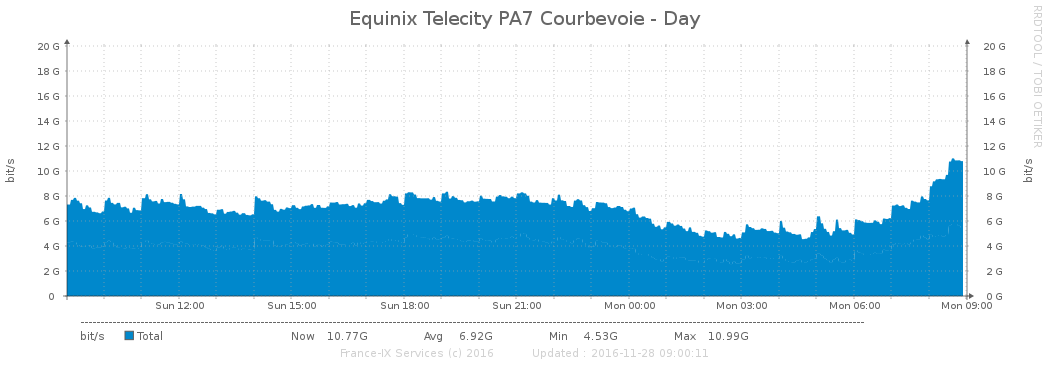 Equinix Telecity PA7 Courbevoie - Day
RRDTOOL / TOBI OETIKER
bit/s
20 G 20 G
18 G 18 G
16 G 16 G
14 G 14 G
12 G 12 G
10 G 10 G
8 G 8 G
6 G 6 G
4 G 4 G
2 G 2 G
0 0 G
bit/s
Sun 12:00 Sun 15:00 Sun 18:00 Sun 21:00 Mon 00:00 Mon 03:00 Mon 06:00 Mon 09:00
bit/s Total Now 10.77G Avg 6.92G Min 4.53G Max 10.99G
France-IX Services (c) 2016 Updated : 2016-11-28 09:00:11